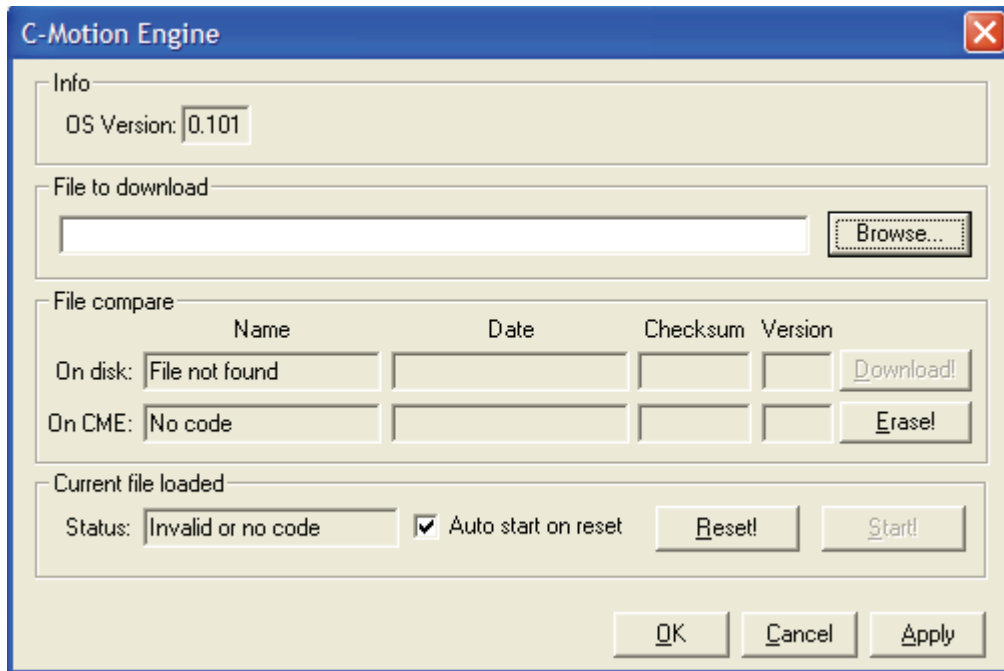 C-Motion Engine
Info
OS Version: 0.101
File to download
Browse...
File compare
Name Date Checksum Version
On disk: File not found Download!
On CME: No code Erase!
Current file loaded
Status: Invalid or no code Auto start on reset Reset! Start!
OK Cancel Apply